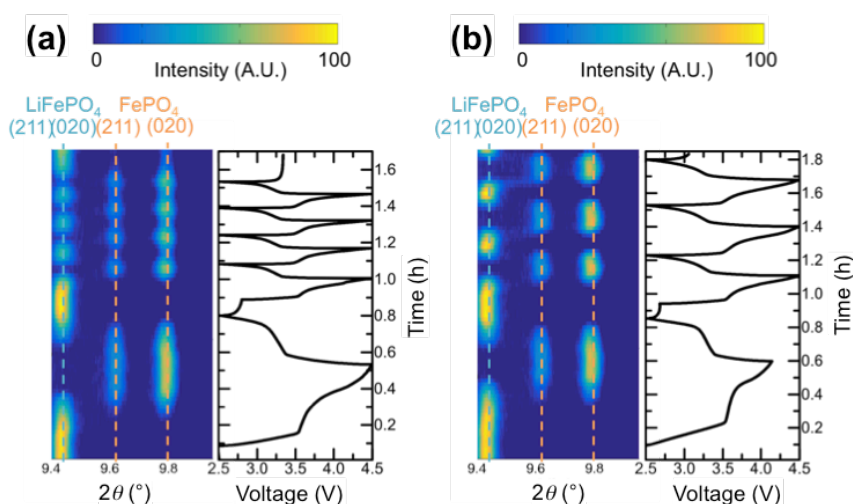 (a)
0 100
Intensity (A.U.)
LiFePO4 FePO4
(211)(020) (211) (020)
1.6
1.4
1.2
1.0
0.8
0.6
0.4
0.2
Time (h)
9.4 9.6 9.8 2.5 3.0 3.5 4.0 4.5
2θ (°) Voltage (V)
(b)
0 100
Intensity (A.U.)
LiFePO4 FePO4
(211)(020) (211) (020)
1.8
1.6
1.4
1.2
1.0
0.8
0.6
0.4
0.2
Time (h)
9.4 9.6 9.8 2.5 3.0 3.5 4.0 4.5
2θ (°) Voltage (V)